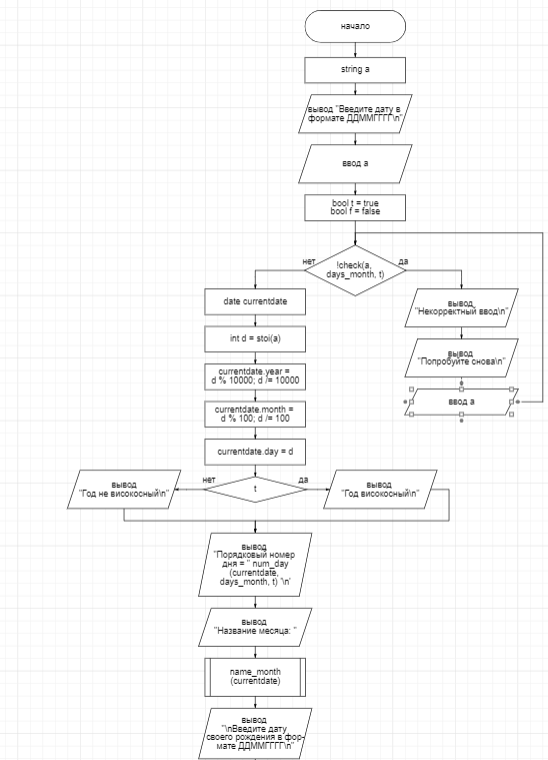 начало
string a
вывод "Введите дату в
формате ДДММГГГГ\n"
ввод a
bool t = true
bool f = false
нет
да
!check(a,
days_month, t)
date currentdate
вывод
"Некорректный ввод\n"
int d = stoi(a)
вывод
"Попробуйте снова\n"
currentdate.year =
d % 10000; d /= 10000
ввод a
currentdate.month =
d % 100; d /= 100
currentdate.day = d
нет
да
вывод
"Год не високосный\n"
t
вывод
"Год високосный\n"
вывод
"Порядковый номер
дня = " num_day
(currentdate,
days_month, t) '\n'
вывод
"Название месяца: "
name_month
(currentdate)
вывод
"\nВведите дату
своего рождения в фор-
мате ДДММГГГГ\n"